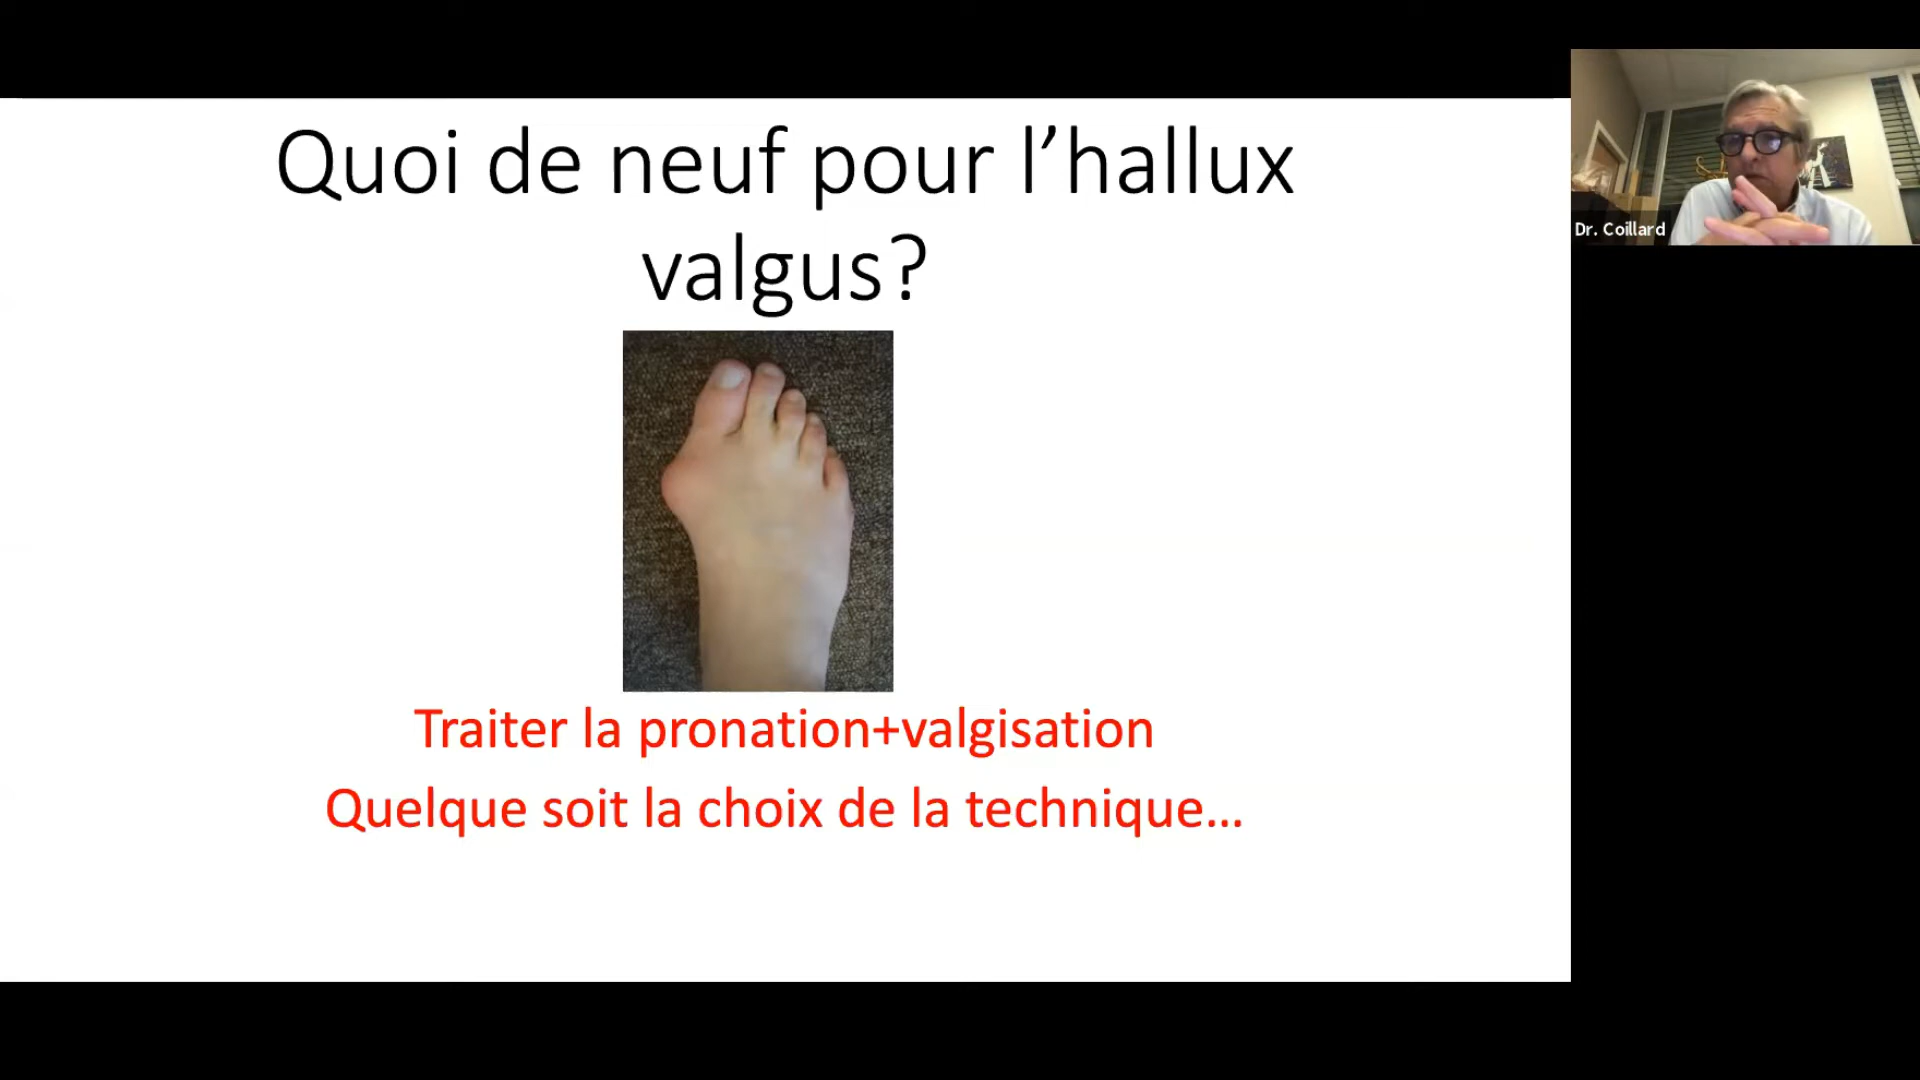 Quoi de neuf pour l’hallux
valgus?
Traiter la pronation+valgisation
Quelque soit la choix de la technique...
Dr. Coillard